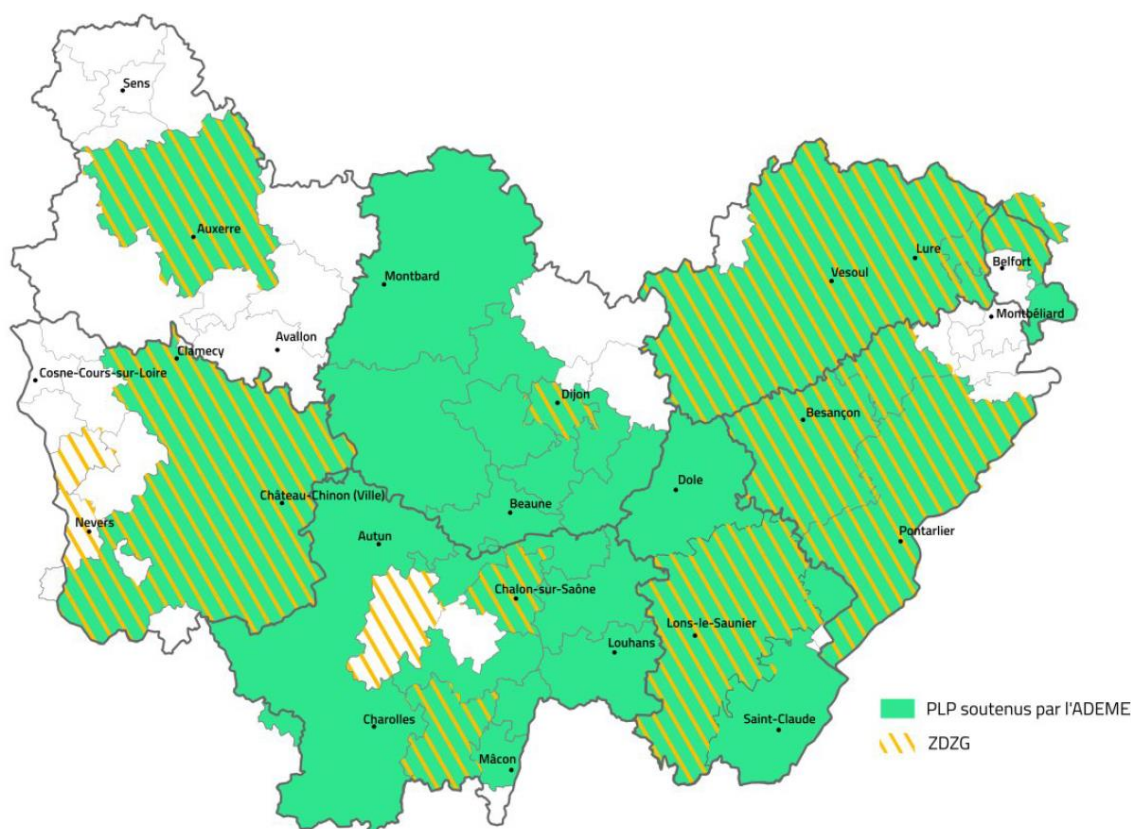 Sens
Auxerre
Montbard
Vesoul
Lure
Belfort
Montbéliard
Avallon
Clamecy
Cosne-Cours-sur-Loire
Dijon
Besançon
Dole
Château-Chinon (Ville)
Beaune
Nevers
Autun
Pontarlier
Chalon-sur-Saône
Lons-le-Saunier
Louhans
Charolles
Saint-Claude
Mâcon
PLP soutenus par l'ADEME
ZDZG